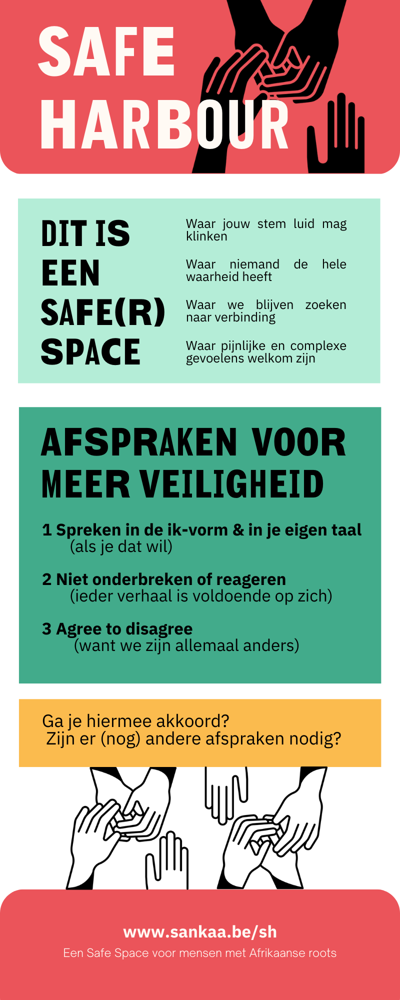 SAFE
HARBOUR
DIT IS
EEN
SAFE(R)
SPACE
Waar jouw stem luid mag
klinken
Waar niemand de hele
waarheid heeft
Waar we blijven zoeken
naar verbinding
Waar pijnlijke en complexe
gevoelens welkom zijn
AFSPRAKEN VOOR
MEER VEILIGHEID
1 Spreken in de ik-vorm & in je eigen taal
(als je dat wil)
2 Niet onderbreken of reageren
(ieder verhaal is voldoende op zich)
3 Agree to disagree
(want we zijn allemaal anders)
Ga je hiermee akkoord?
Zijn er (nog) andere afspraken nodig?
www.sankaa.be/sh
Een Safe Space voor mensen met Afrikaanse roots